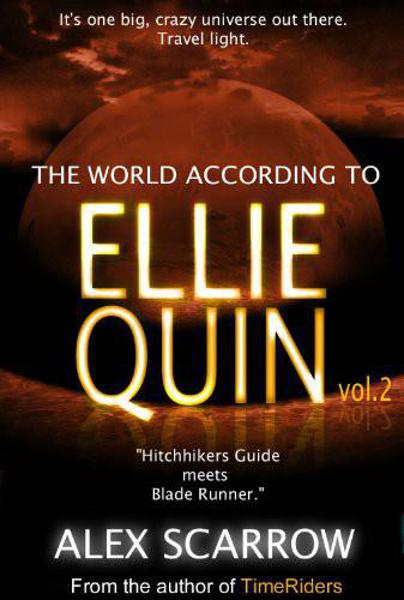 It's one big, crazy universe out there.
Travel light.
THE WORLD ACCORDING TO
ELLIE
QUIN
vol.2
"Hitchhikers Guide
meets
Blade Runner."
ALEX SCARROW
From the author of TimeRiders